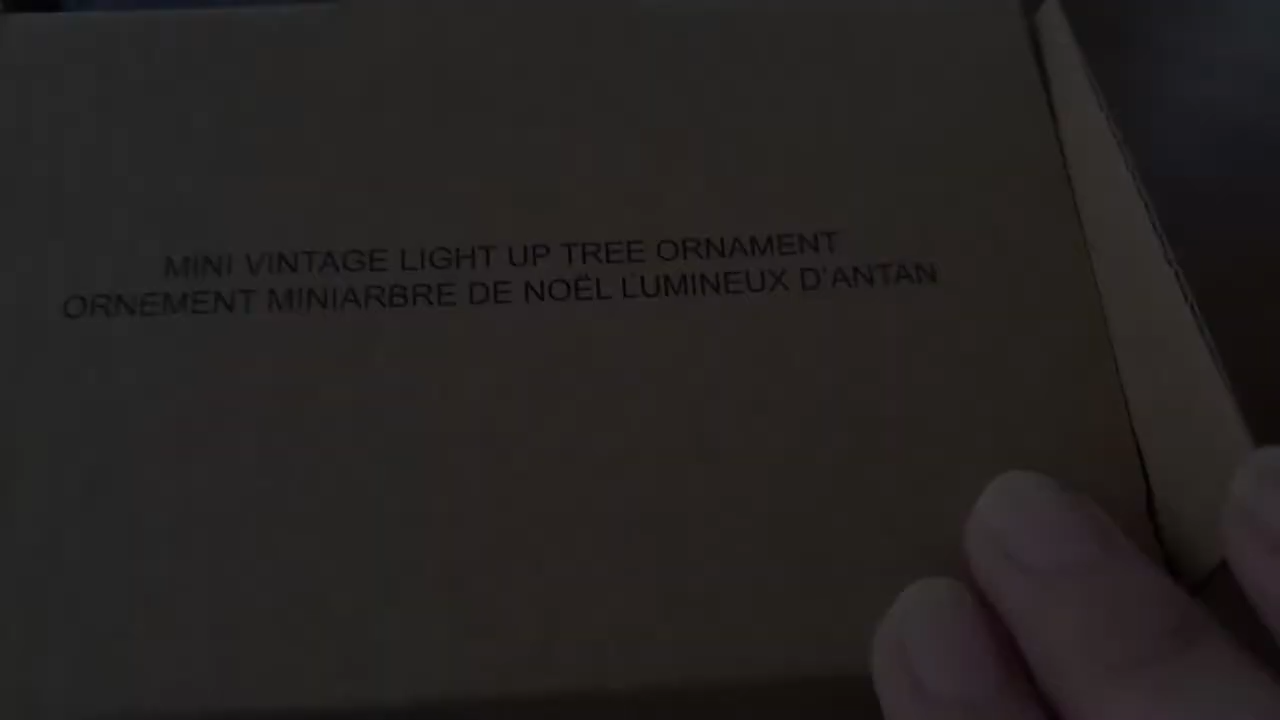 MINI VINTAGE LIGHT UP TREE ORNAMENT
ORNEMENT MINIARBRE DE NOËL LUMINEUX D'ANTAN